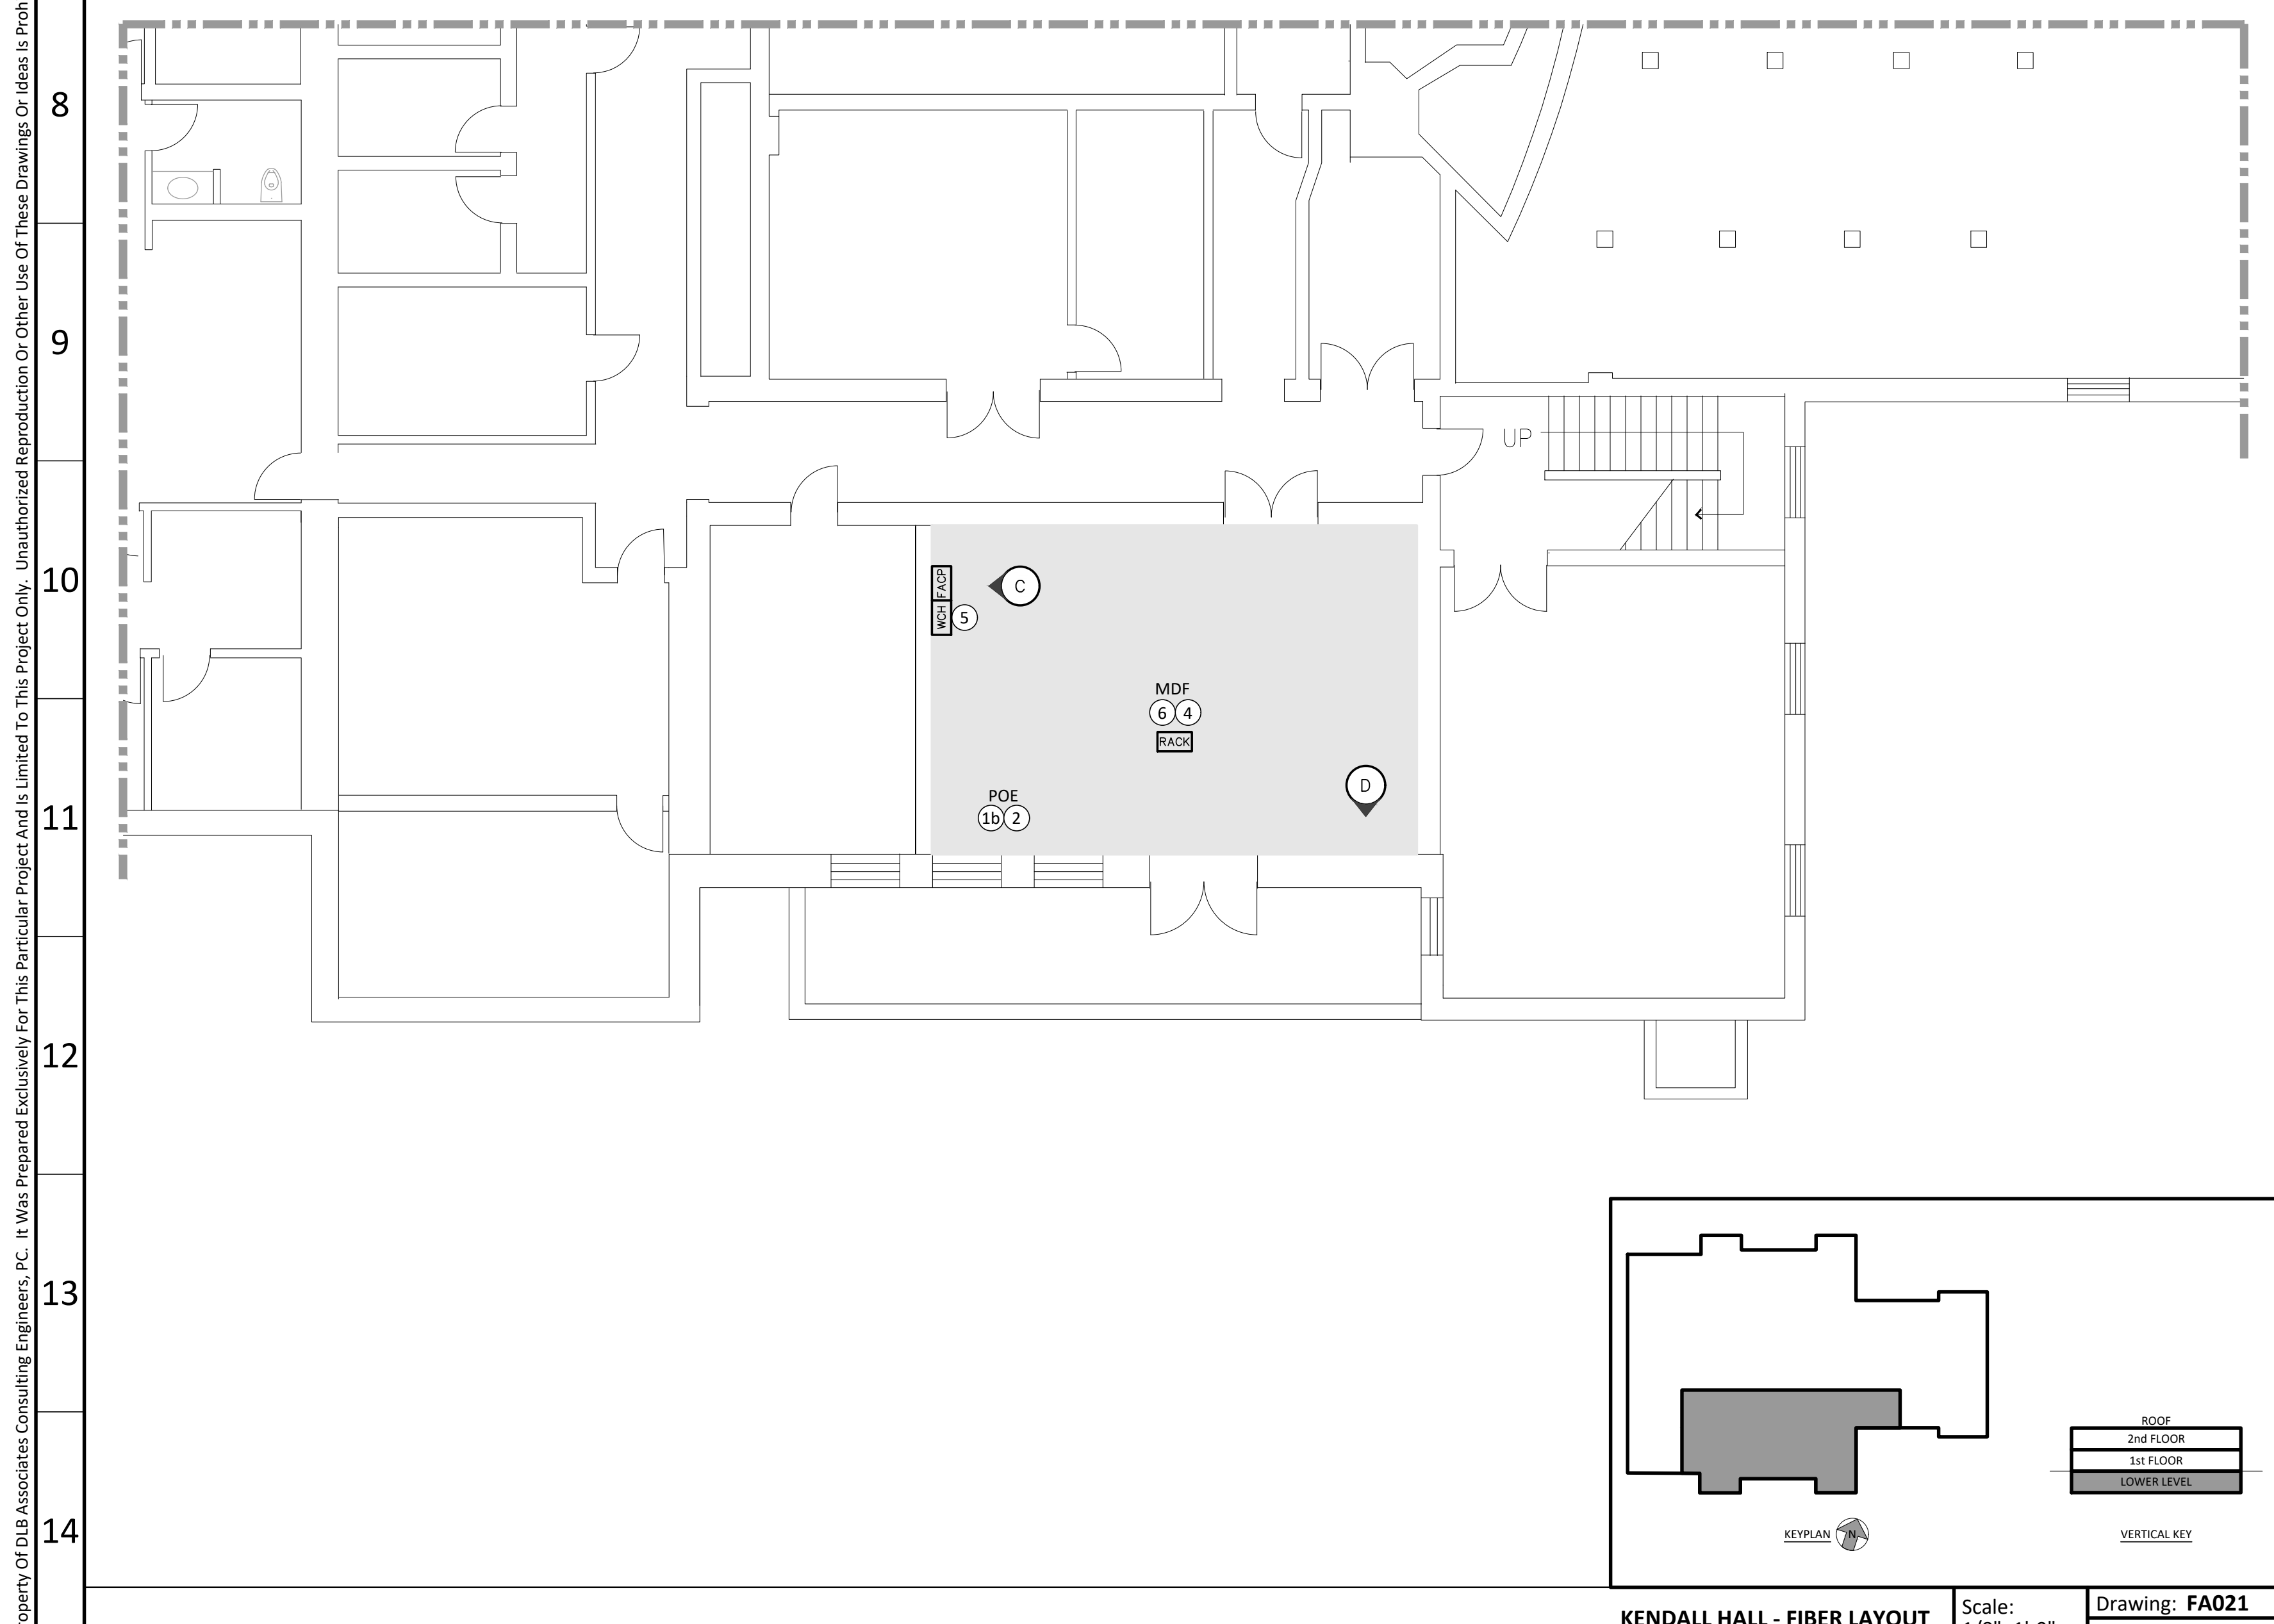 roperty Of DLB Associates Consulting Engineers, PC. It Was Prepared Exclusively For This Particular Project And Is Limited To This Project Only. Unauthorized Reproduction Or Other Use Of These Drawings Or Ideas Is Proh
8
9
10
11
12
13
14
UP
FACP
WCH
5
C
MDF
6 4
RACK
D
POE
1b 2
ROOF
2nd FLOOR
1st FLOOR
LOWER LEVEL
KEYPLAN
N
VERTICAL KEY
KENDALL HALL - FIBER LAYOUT
Scale:
Drawing: FA021